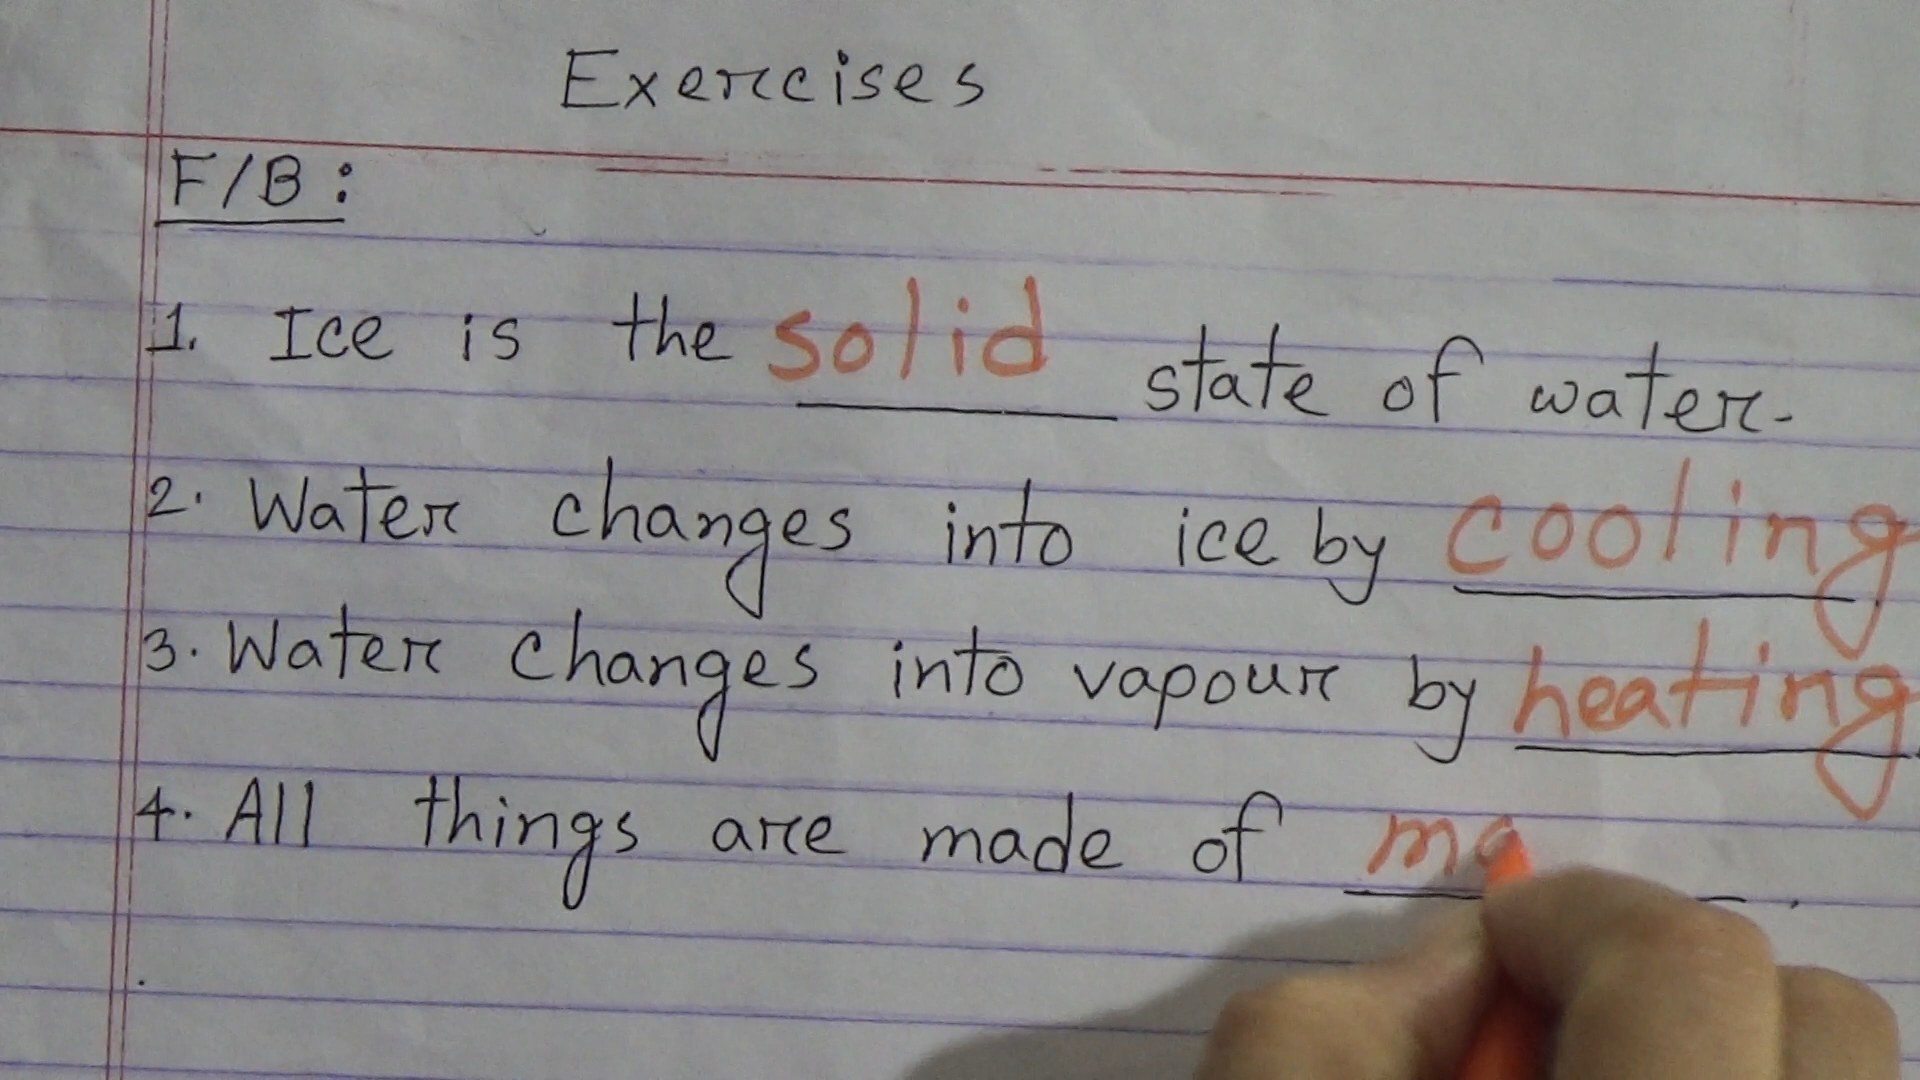 Exercises
F/B:
1. Ice is the solid state of water.
2. Water changes into ice by cooling.
3. Water changes into vapour by heating.
4. All things are made of ma .